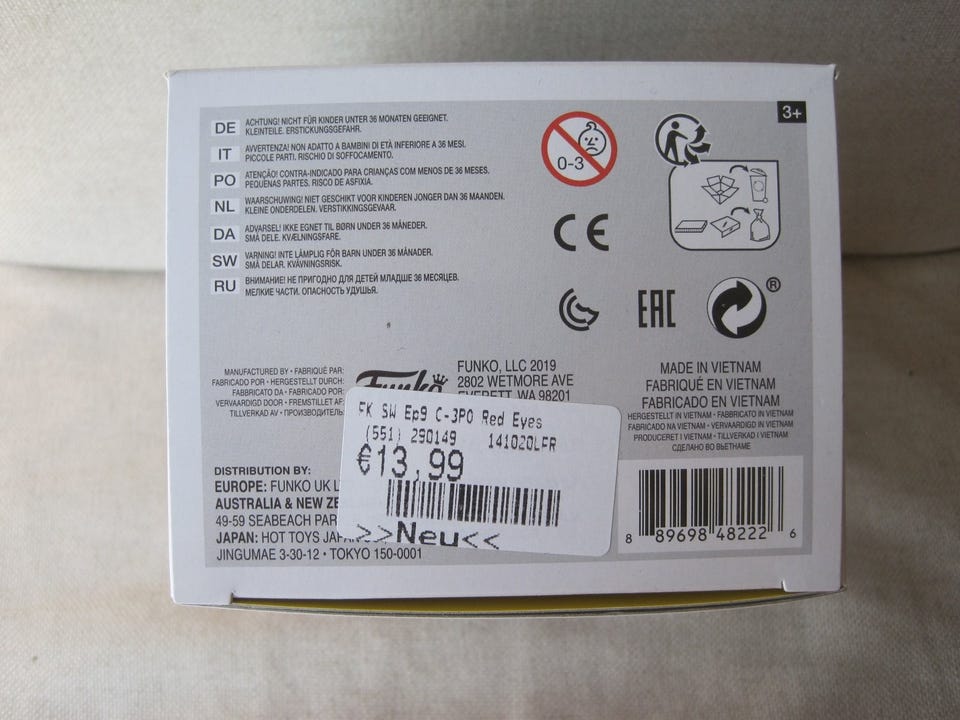 DE ACHTUNG! NICHT FÜR KINDER UNTER 36 MONATEN GEEIGNET.
KLEINTEILE. ERSTICKUNGSGEFAHR.
IT AVVERTENZA! NON ADATTO A BAMBINI DI ETÀ INFERIORE A 36 MESI.
PICCOLE PARTI. RISCHIO DI SOFFOCAMENTO.
PO ATENÇÃO! CONTRA-INDICADO PARA CRIANÇAS COM MENOS DE 36 MESES.
PEQUENAS PARTES. RISCO DE ASFIXIA.
NL WAARSCHUWING! NIET GESCHIKT VOOR KINDEREN JONGER DAN 36 MAANDEN.
KLEINE ONDERDELEN. VERSTIKKINGSGEVAAR.
DA ADVARSEL! IKKE EGNET TIL BØRN UNDER 36 MÅNEDER.
SMÅ DELE. KVÆLNINGSFARE.
SW VARNING! INTE LÄMPLIG FÖR BARN UNDER 36 MÅNADER.
SMÅ DELAR. KVÄVNINGSRISK.
RU ВНИМАНИЕ! НЕ ПРИГОДНО ДЛЯ ДЕТЕЙ МЛАДШЕ 36 МЕСЯЦЕВ.
МЕЛКИЕ ЧАСТИ. ОПАСНОСТЬ УДУШЬЯ.
0-3
3+
CE
EAC
®
MANUFACTURED BY • FABRIQUÉ PAR:
FABRICADO POR • HERGESTELLT DURCH:
FABBRICATO DA • FABRICADO POR:
VERVAARDIGD DOOR • FREMSTILLET AF:
TILLVERKAD AV • ПРОИЗВОДИТЕЛЬ:
Funko
FUNKO, LLC 2019
2802 WETMORE AVE
EVERETT, WA 98201
MADE IN VIETNAM
FABRIQUÉ EN VIETNAM
FABRICADO EN VIETNAM
HERGESTELLT IN VIETNAM • FABBRICATO IN VIETNAM
FABRICADO NA VIETNAM • VERVAARDIGD IN VIETNAM
PRODUCERET I VIETNAM • TILLVERKAD I VIETNAM
СДЕЛАНО ВО ВЬЕТНАМЕ
FK SW Ep9 C-3PO Red Eyes
(551) 290149 141020LFR
€13,99
>>Neu<<
DISTRIBUTION BY:
EUROPE: FUNKO UK L
AUSTRALIA & NEW ZE
49-59 SEABEACH PAR
JAPAN: HOT TOYS JAPAN
JINGUMAE 3-30-12 • TOKYO 150-0001
8 89698 48222 6